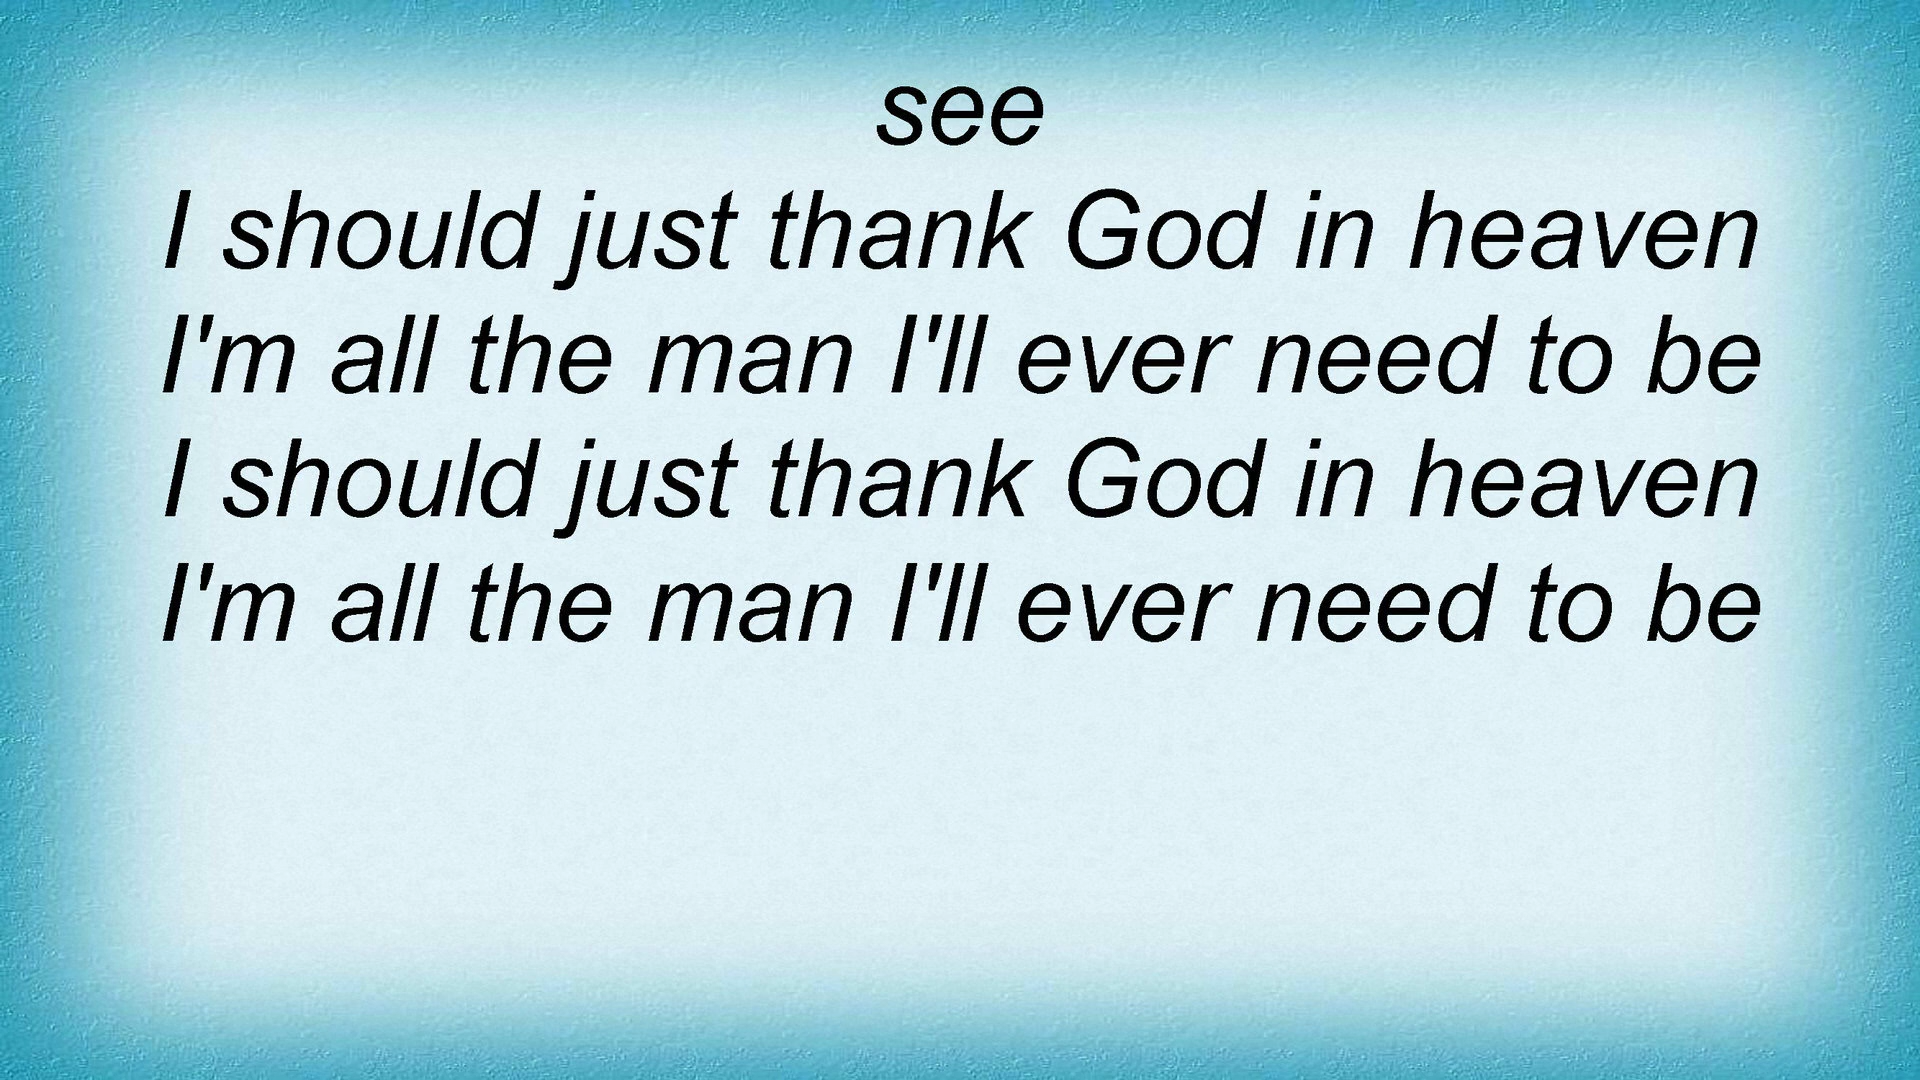 see
I should just thank God in heaven
I'm all the man I'll ever need to be
I should just thank God in heaven
I'm all the man I'll ever need to be